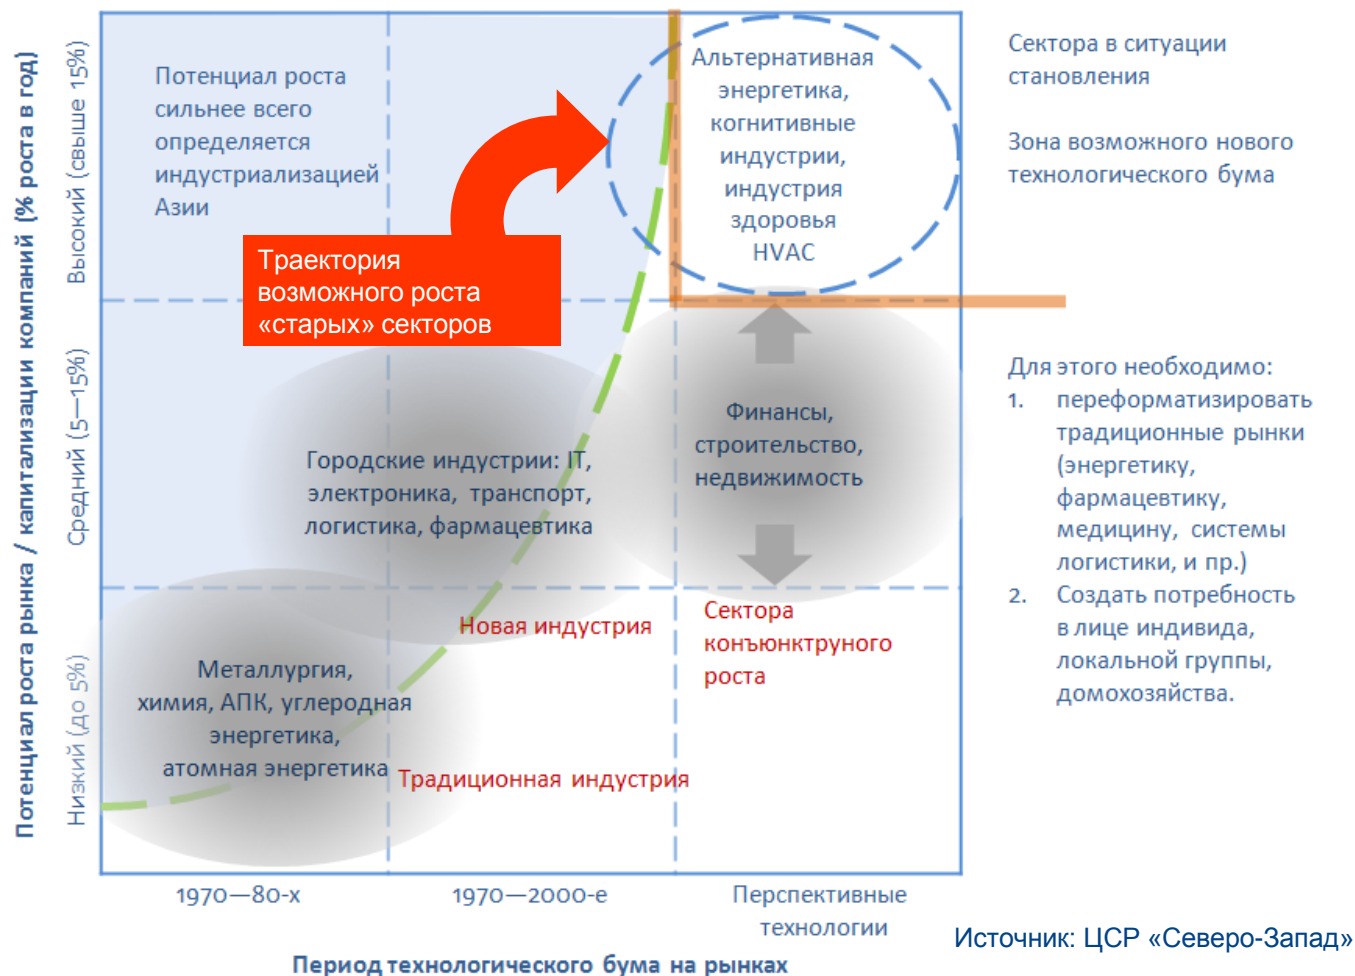 Потенциал роста рынка / капитализации компаний (% роста в год)
Высокий (свыше 15%)
Средний (5—15%)
Низкий (до 5%)
Потенциал роста
сильнее всего
определяется
индустриализацией
Азии
Траектория
возможного роста
«старых» секторов
Альтернативная
энергетика,
когнитивные
индустрии,
индустрия
здоровья
HVAC
Сектора в ситуации
становления
Зона возможного нового
технологического бума
Городские индустрии: IT,
электроника, транспорт,
логистика, фармацевтика
Финансы,
строительство,
недвижимость
Для этого необходимо:
1. переформатизировать
традиционные рынки
(энергетику,
фармацевтику,
медицину, системы
логистики, и пр.)
2. Создать потребность
в лице индивида,
локальной группы,
домохозяйства.
Новая индустрия
Сектора
конъюнктруного
роста
Металлургия,
химия, АПК, углеродная
энергетика,
атомная энергетика
Традиционная индустрия
1970—80-х
1970—2000-е
Перспективные
технологии
Период технологического бума на рынках
Источник: ЦСР «Северо-Запад»